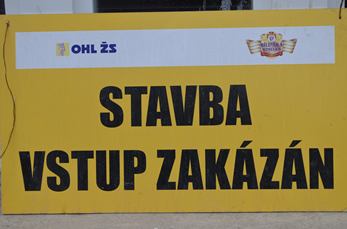 OHL ŽS
STAVBA
VSTUP ZAKÁZÁN